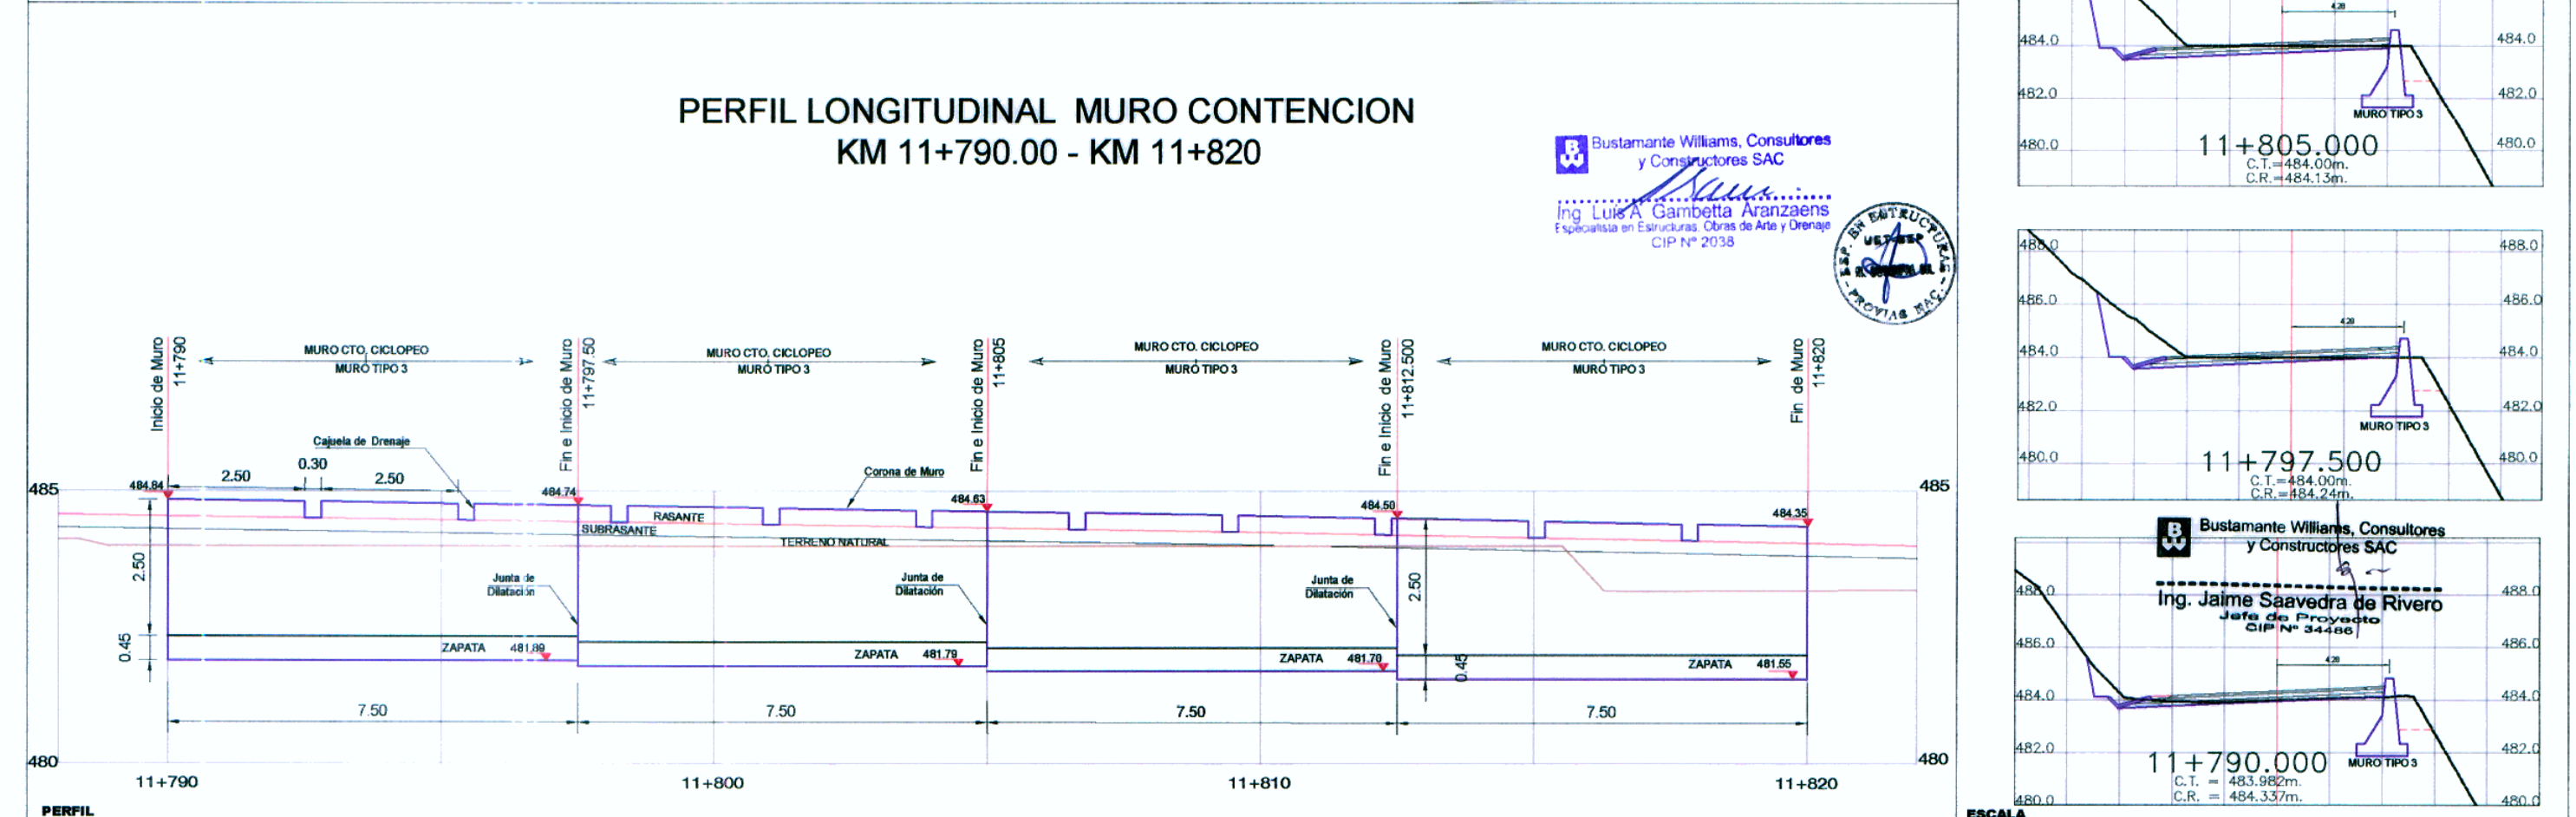 PERFIL LONGITUDINAL MURO CONTENCION
KM 11+790.00 - KM 11+820
Bustamante Williams, Consultores
y Constructores SAC
Ing Luis A Gambetta Aranzaens
Especialista en Estructuras, Obras de Arte y Drenaje
CIP Nº 2038
ESP. EN ESTRUCTURAS
PROVIAS NAC.
Inicio de Muro
11+790
MURO CTO. CICLOPEO
MURO TIPO 3
Fin e Inicio de Muro
11+797.50
MURO CTO. CICLOPEO
MURO TIPO 3
Fin e Inicio de Muro
11+805
MURO CTO. CICLOPEO
MURO TIPO 3
Fin e Inicio de Muro
11+812.500
MURO CTO. CICLOPEO
MURO TIPO 3
Fin de Muro
11+820
Cajuela de Drenaje
Corona de Muro
2.50
0.30
2.50
485
484.84
484.74
484.63
484.50
484.35
485
RASANTE
SUBRASANTE
TERRENO NATURAL
2.50
Junta de
Dilatación
Junta de
Dilatación
Junta de
Dilatación
2.50
0.45
ZAPATA 481.89
ZAPATA 481.79
ZAPATA 481.70
0.45
ZAPATA 481.55
7.50
7.50
7.50
7.50
480
480
11+790
11+800
11+810
11+820
PERFIL
4.28
484.0
484.0
482.0
482.0
MURO TIPO 3
480.0
480.0
11+805.000
C.T.=484.00m.
C.R.=484.13m.
488.0
488.0
486.0
486.0
4.28
484.0
484.0
482.0
482.0
MURO TIPO 3
480.0
480.0
11+797.500
C.T.=484.00m.
C.R.=484.24m.
Bustamante Williams, Consultores
y Constructores SAC
488.0
488.0
Ing. Jaime Saavedra de Rivero
Jefe de Proyecto
CIP Nº 34486
486.0
486.0
4.28
484.0
484.0
482.0
482.0
MURO TIPO 3
11+790.000
C.T. = 483.982m.
C.R. = 484.337m.
480.0
480.0
ESCALA